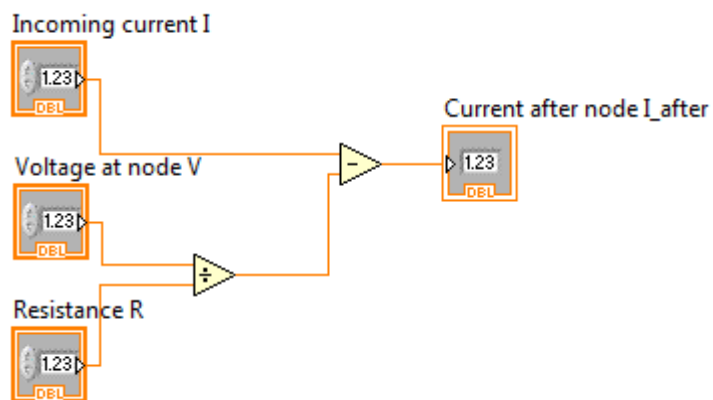 Incoming current I
1.23
DBL
Current after node I_after
1.23
DBL
Voltage at node V
1.23
DBL
-
÷
Resistance R
1.23
DBL